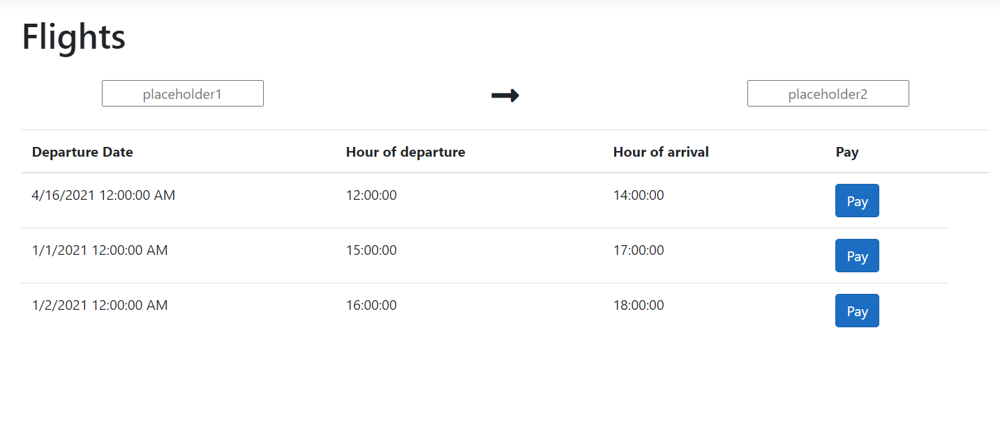 Flights
placeholder1 placeholder2
Departure Date Hour of departure Hour of arrival Pay
4/16/2021 12:00:00 AM 12:00:00 14:00:00 Pay
1/1/2021 12:00:00 AM 15:00:00 17:00:00 Pay
1/2/2021 12:00:00 AM 16:00:00 18:00:00 Pay